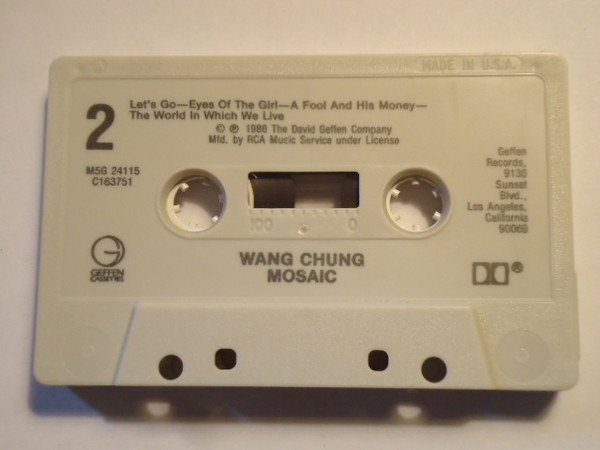 MADE IN U.S.A.
2
Let's Go—Eyes Of The Girl—A Fool And His Money—
The World In Which We Live
© ℗ 1986 The David Geffen Company
Mfd. by RCA Music Service under License
M5G 24115
C163751
Geffen
Records,
9130
Sunset
Blvd.,
Los Angeles,
California
90069
100 0
GEFFEN
CASSETTES
WANG CHUNG
MOSAIC
®